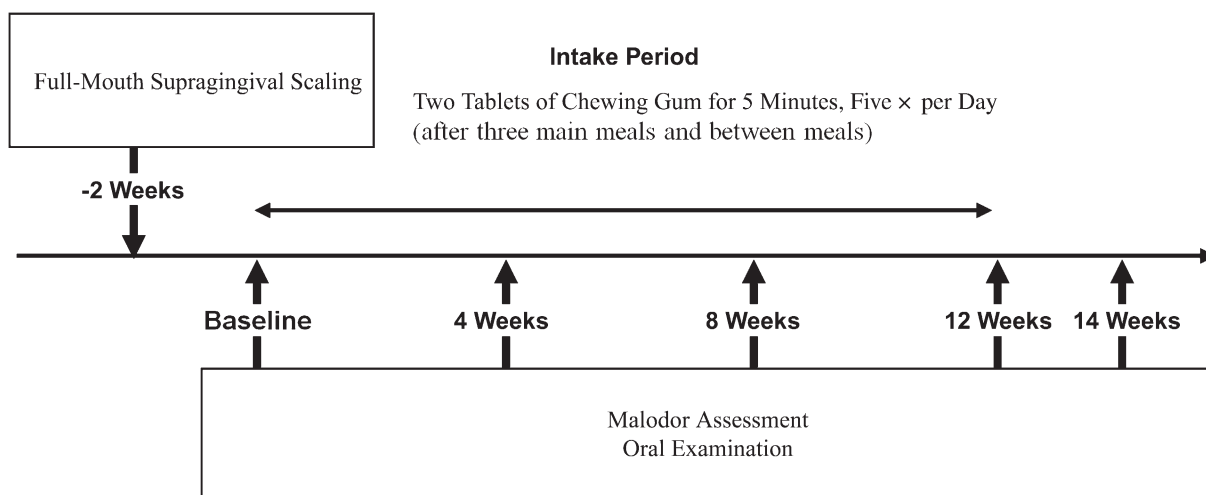 Full-Mouth Supragingival Scaling
Intake Period
Two Tablets of Chewing Gum for 5 Minutes, Five × per Day
(after three main meals and between meals)
-2 Weeks
Baseline
4 Weeks
8 Weeks
12 Weeks
14 Weeks
Malodor Assessment
Oral Examination